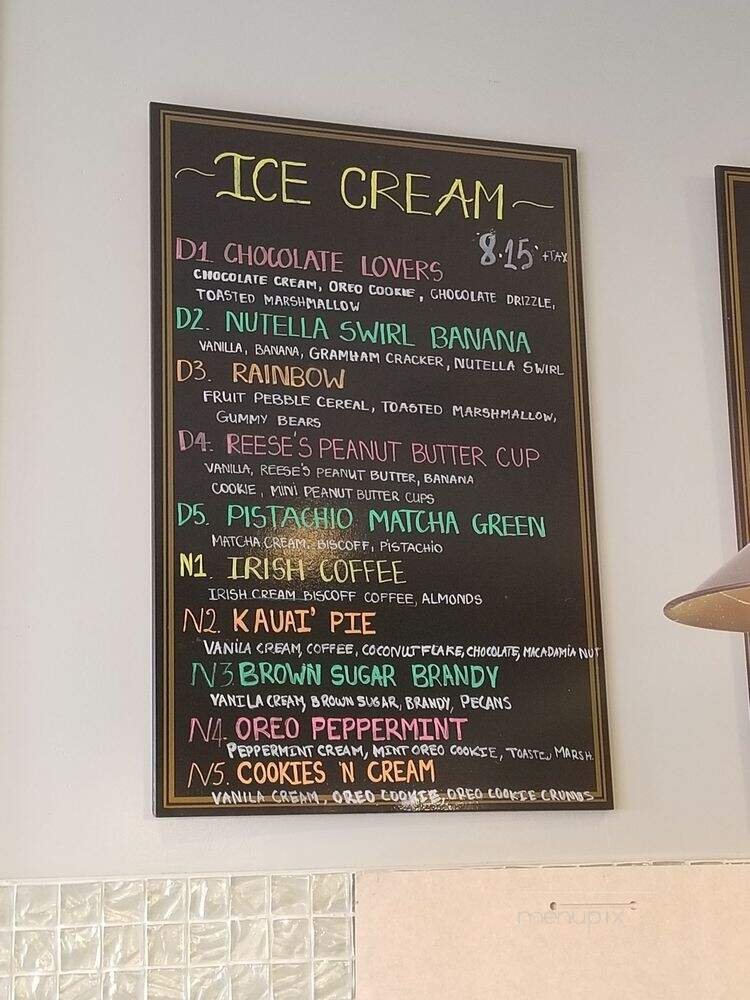 ~ICE CREAM~
8.15 +TAX
D1 CHOCOLATE LOVERS
CHOCOLATE CREAM, OREO COOKIE, CHOCOLATE DRIZZLE,
TOASTED MARSHMALLOW
D2. NUTELLA SWIRL BANANA
VANILLA, BANANA, GRAMHAM CRACKER, NUTELLA SWIRL
D3. RAINBOW
FRUIT PEBBLE CEREAL, TOASTED MARSHMALLOW,
GUMMY BEARS
D4. REESE'S PEANUT BUTTER CUP
VANILLA, REESE'S PEANUT BUTTER, BANANA
COOKIE, MINI PEANUT BUTTER CUPS
D5. PISTACHIO MATCHA GREEN
MATCHA CREAM, BISCOFF, PISTACHIO
N1. IRISH COFFEE
IRISH CREAM BISCOFF COFFEE, ALMONDS
N2. KAUAI' PIE
VANILA CREAM, COFFEE, COCONUT FLAKE, CHOCOLATE, MACADAMIA NUT
N3 BROWN SUGAR BRANDY
VANILA CREAM, BROWN SUGAR, BRANDY, PECANS
N4. OREO PEPPERMINT
PEPPERMINT CREAM, MINT OREO COOKIE, TOASTED MARSH.
N5. COOKIES 'N CREAM
VANILA CREAM, OREO COOKIE, OREO COOKIE CRUMBS
menupix